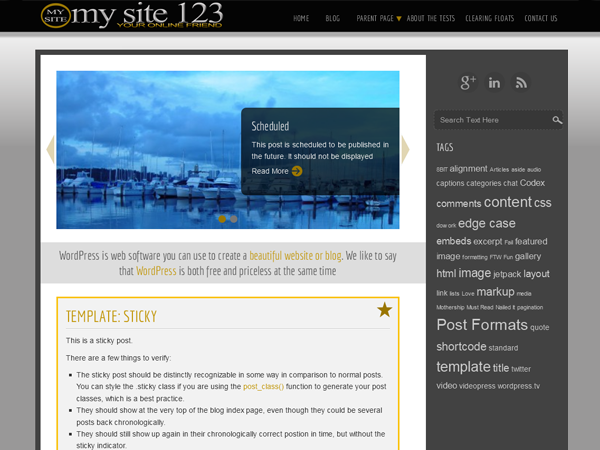 MY
SITE
my site 123
YOUR ONLINE FRIEND
HOME BLOG PARENT PAGE ABOUT THE TESTS CLEARING FLOATS CONTACT US
Scheduled
This post is scheduled to be published in
the future. It should not be displayed
Read More
WordPress is web software you can use to create a beautiful website or blog. We like to say
that WordPress is both free and priceless at the same time
TEMPLATE: STICKY
This is a sticky post.
There are a few things to verify:
The sticky post should be distinctly recognizable in some way in comparison to normal posts.
You can style the .sticky class if you are using the post_class() function to generate your post
classes, which is a best practice.
They should show at the very top of the blog index page, even though they could be several
posts back chronologically.
They should still show up again in their chronologically correct postion in time, but without the
sticky indicator.
g+ in
Search Text Here
TAGS
8BIT alignment Articles aside audio
captions categories chat Codex
comments content css
dowork edge case
embeds excerpt Fail featured
image formatting FTW Fun gallery
html image jetpack layout
link lists Love markup media
Mothership Must Read Nailed It pagination
Post Formats quote
shortcode standard
template title twitter
video videopress wordpress.tv